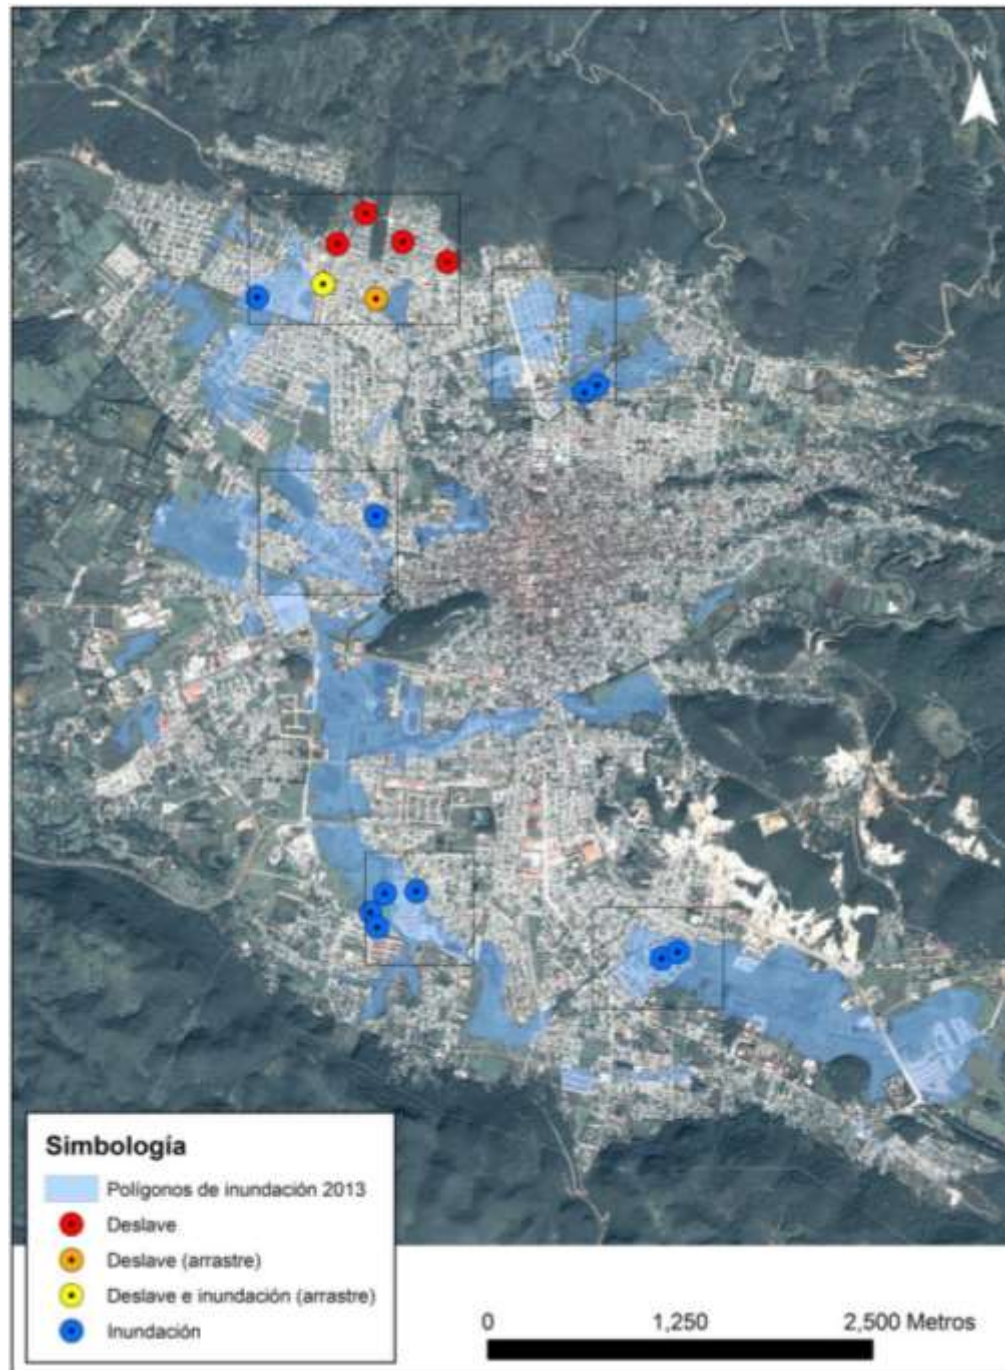 N
Simbología
Polígonos de inundación 2013
Deslave
Deslave (arrastre)
Deslave e inundación (arrastre)
Inundación
0 1,250 2,500 Metros